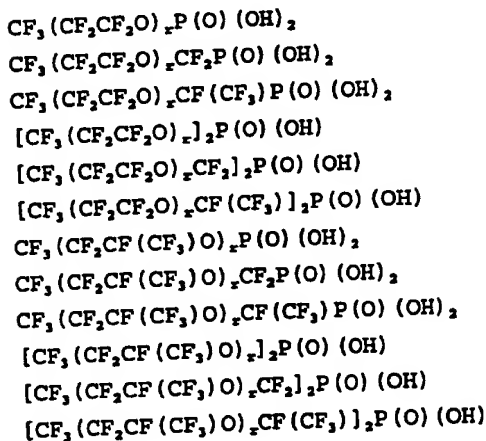 CF₃(CF₂CF₂O)ₓP(O) (OH)₂
CF₃(CF₂CF₂O)ₓCF₂P(O) (OH)₂
CF₃(CF₂CF₂O)ₓCF(CF₃)P(O) (OH)₂
[CF₃(CF₂CF₂O)ₓ]₂P(O) (OH)
[CF₃(CF₂CF₂O)ₓCF₂]₂P(O) (OH)
[CF₃(CF₂CF₂O)ₓCF(CF₃)]₂P(O) (OH)
CF₃(CF₂CF(CF₃)O)ₓP(O) (OH)₂
CF₃(CF₂CF(CF₃)O)ₓCF₂P(O) (OH)₂
CF₃(CF₂CF(CF₃)O)ₓCF(CF₃)P(O) (OH)₂
[CF₃(CF₂CF(CF₃)O)ₓ]₂P(O) (OH)
[CF₃(CF₂CF(CF₃)O)ₓCF₂]₂P(O) (OH)
[CF₃(CF₂CF(CF₃)O)ₓCF(CF₃)]₂P(O) (OH)